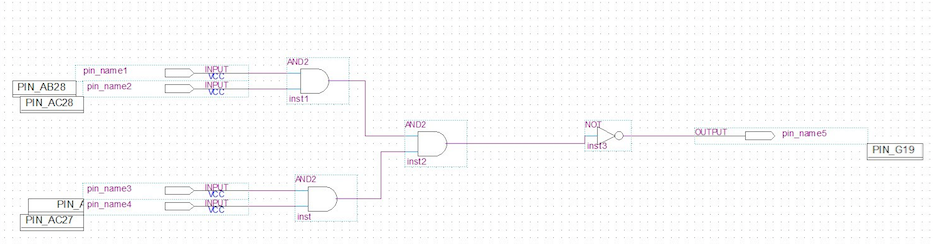 AND2
pin_name1 INPUT
VCC
pin_name2 INPUT
VCC
PIN_AB28
PIN_AC28
inst1
AND2
inst2
NOT
inst3
OUTPUT pin_name5
PIN_G19
AND2
pin_name3 INPUT
VCC
pin_name4 INPUT
VCC
PIN_A
PIN_AC27
inst